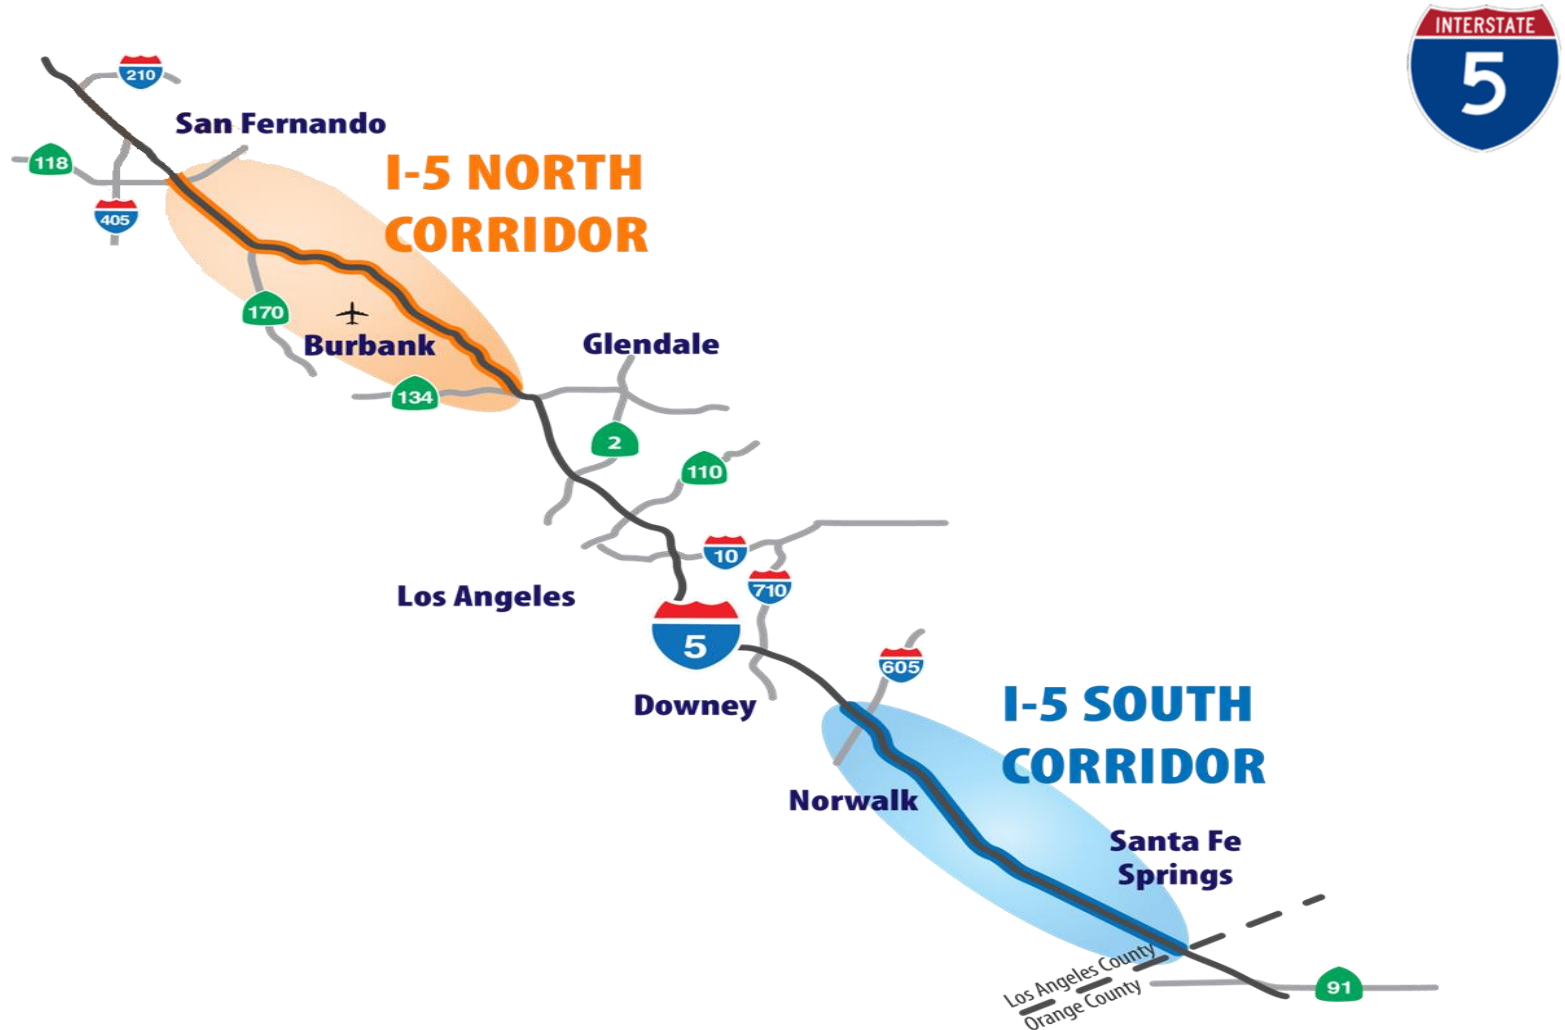 INTERSTATE
5
210
San Fernando
118
405
I-5 NORTH
CORRIDOR
170
Burbank
Glendale
134
2
110
10
710
Los Angeles
5
605
Downey
I-5 SOUTH
CORRIDOR
Norwalk
Santa Fe
Springs
Los Angeles County
Orange County
91